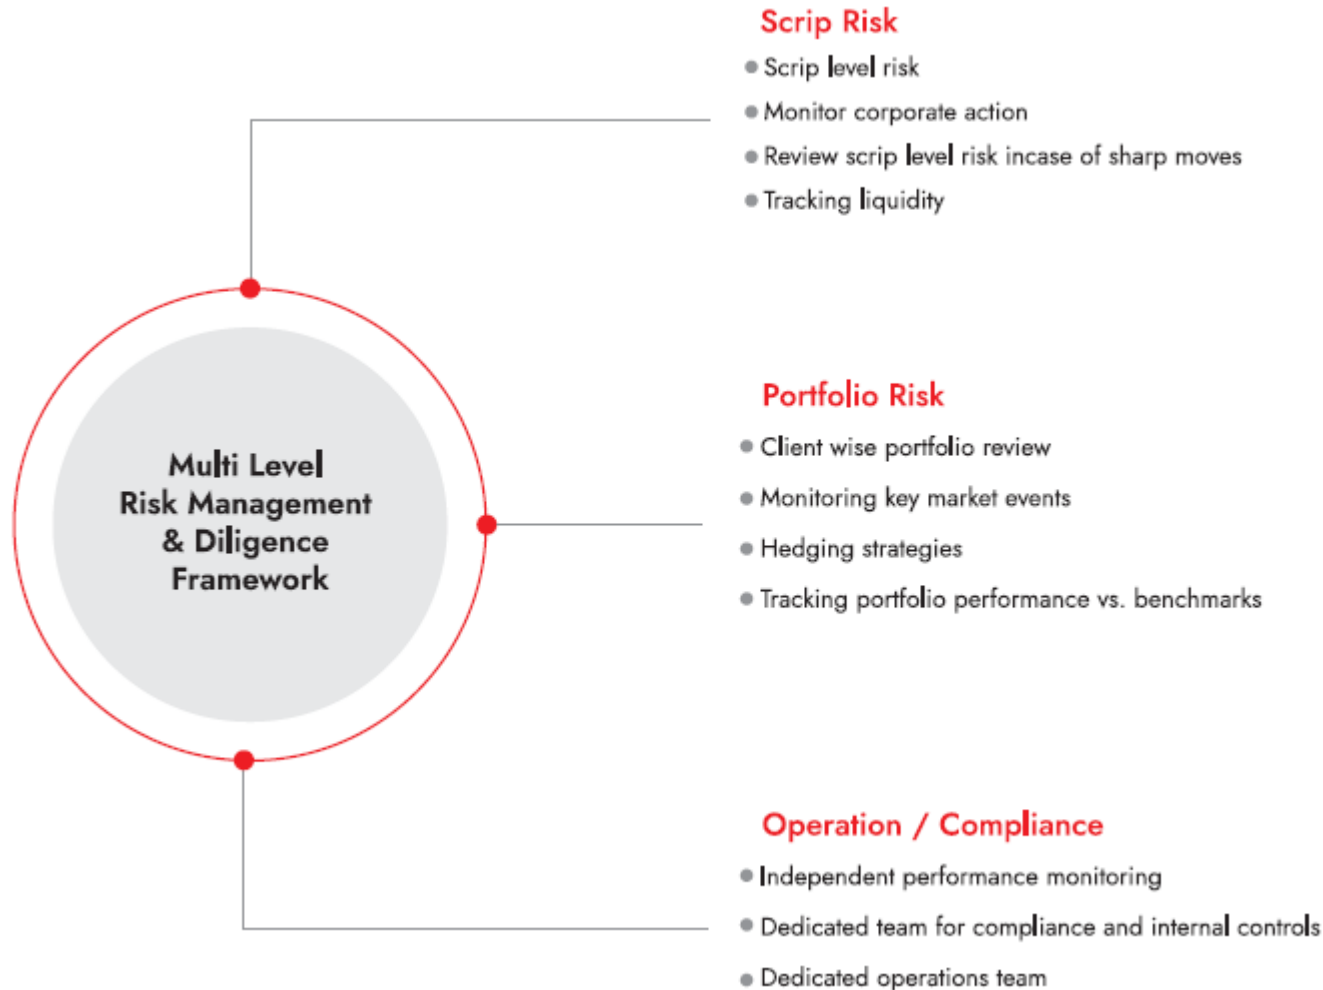 Scrip Risk
Scrip level risk
Monitor corporate action
Review scrip level risk incase of sharp moves
Tracking liquidity
Multi Level
Risk Management
& Diligence
Framework
Portfolio Risk
Client wise portfolio review
Monitoring key market events
Hedging strategies
Tracking portfolio performance vs. benchmarks
Operation / Compliance
Independent performance monitoring
Dedicated team for compliance and internal controls
Dedicated operations team